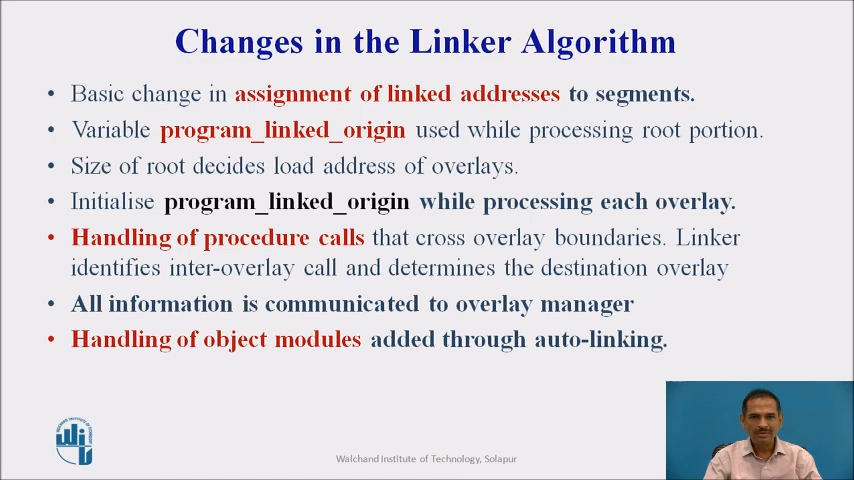 Changes in the Linker Algorithm
• Basic change in assignment of linked addresses to segments.
• Variable program_linked_origin used while processing root portion.
• Size of root decides load address of overlays.
• Initialise program_linked_origin while processing each overlay.
• Handling of procedure calls that cross overlay boundaries. Linker
identifies inter-overlay call and determines the destination overlay
• All information is communicated to overlay manager
• Handling of object modules added through auto-linking.
Walchand Institute of Technology, Solapur